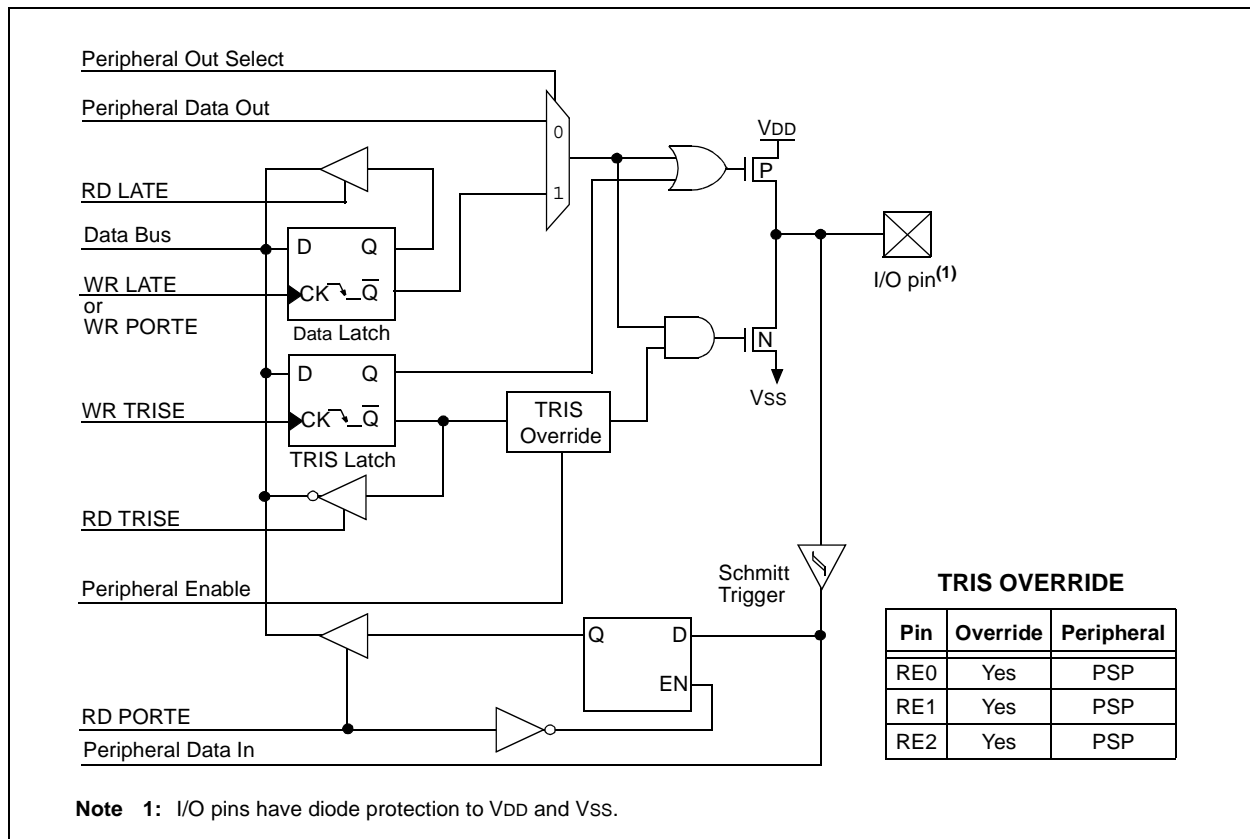 Peripheral Out Select
Peripheral Data Out
0
1
VDD
P
RD LATE
Data Bus
D Q
WR LATE
or
WR PORTE
CK Q̅
Data Latch
I/O pin(1)
N
VSS
D Q
WR TRISE
CK Q̅
TRIS Latch
TRIS
Override
RD TRISE
Peripheral Enable
Schmitt
Trigger
Q D
EN
RD PORTE
Peripheral Data In
TRIS OVERRIDE
Pin Override Peripheral
RE0 Yes PSP
RE1 Yes PSP
RE2 Yes PSP
Note 1: I/O pins have diode protection to VDD and VSS.